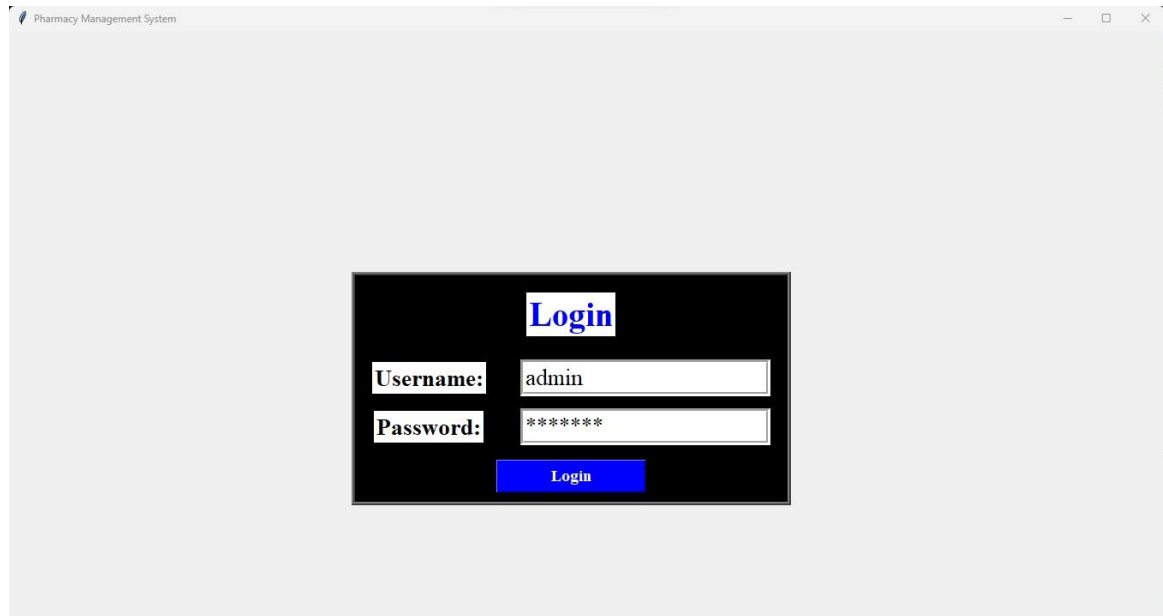 Pharmacy Management System
Login
Username: admin
Password: *******
Login